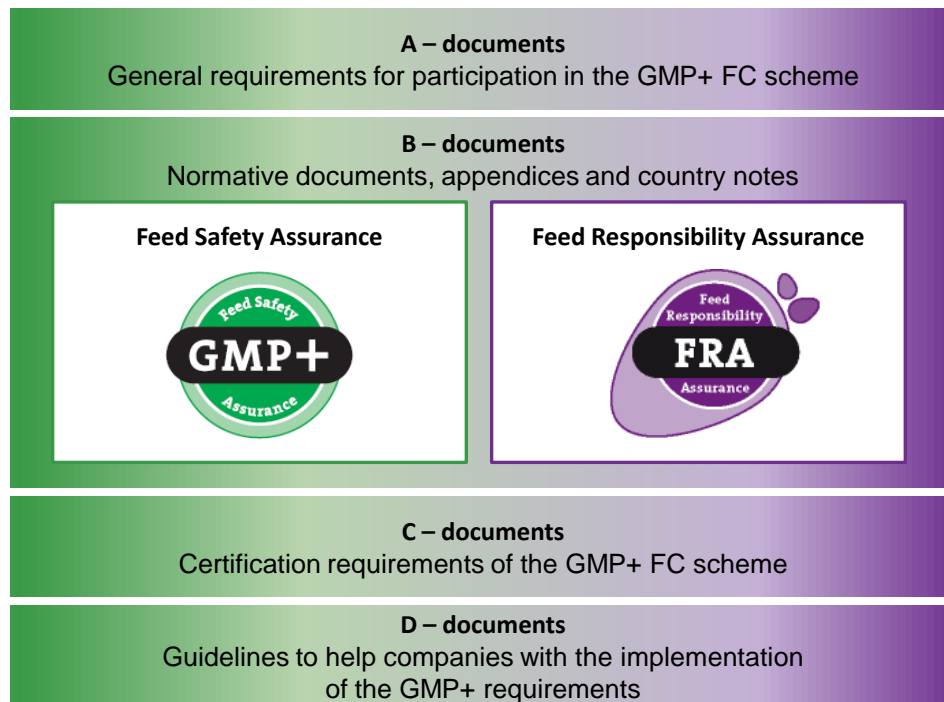 A – documents
General requirements for participation in the GMP+ FC scheme
B – documents
Normative documents, appendices and country notes
Feed Safety Assurance
Feed Safety
GMP+
Assurance
Feed Responsibility Assurance
Feed
Responsibility
FRA
Assurance
C – documents
Certification requirements of the GMP+ FC scheme
D – documents
Guidelines to help companies with the implementation
of the GMP+ requirements